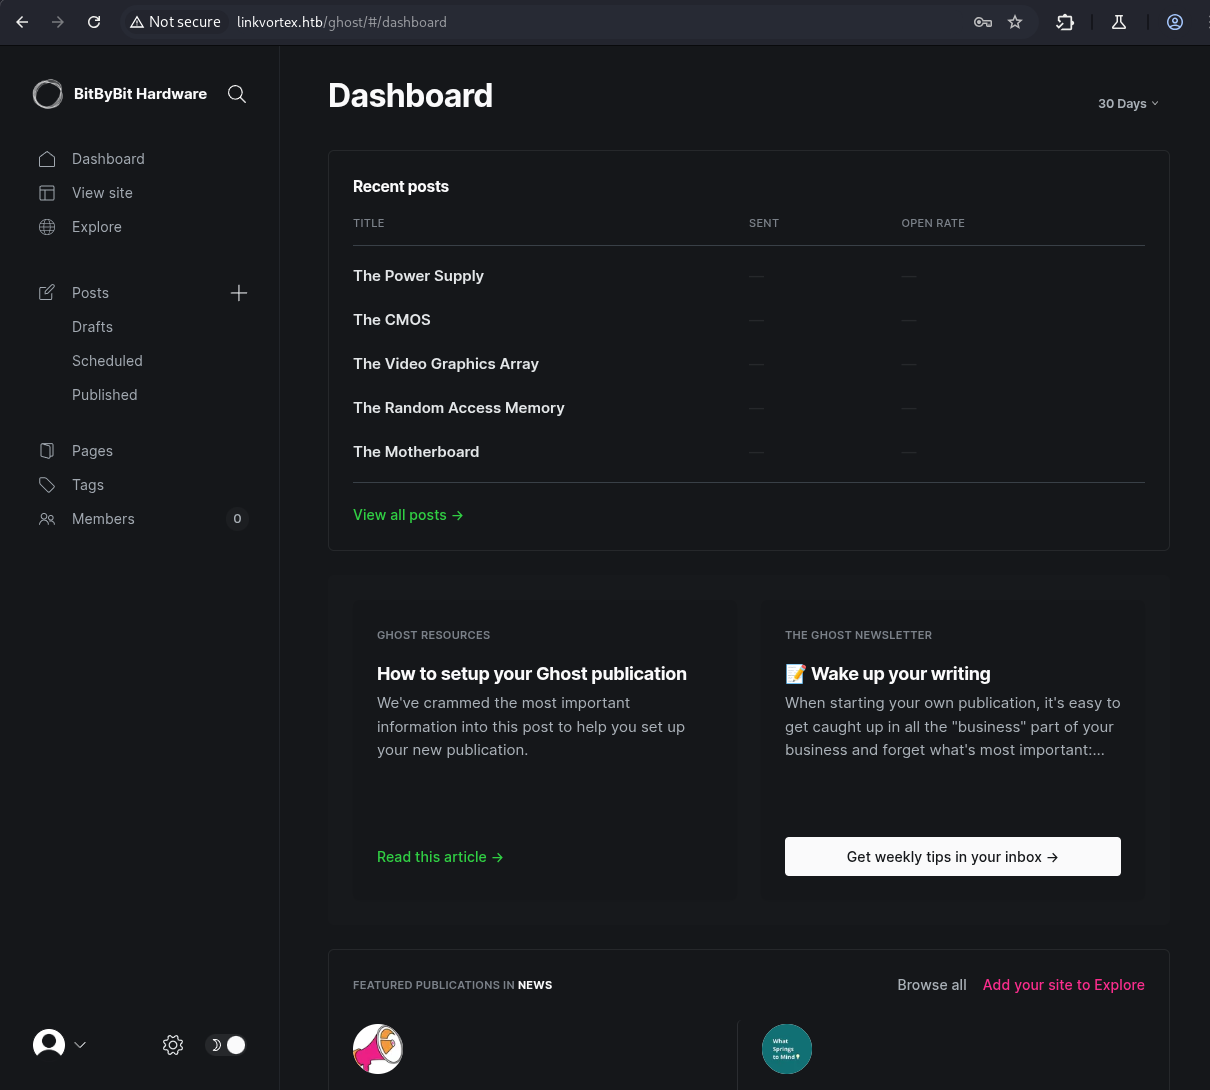 Not secure linkvortex.htb/ghost/#/dashboard
BitByBit Hardware
Dashboard
View site
Explore
Posts
Drafts
Scheduled
Published
Pages
Tags
Members 0
Dashboard
30 Days
Recent posts
TITLE SENT OPEN RATE
The Power Supply — —
The CMOS — —
The Video Graphics Array — —
The Random Access Memory — —
The Motherboard — —
View all posts →
GHOST RESOURCES
How to setup your Ghost publication
We've crammed the most important
information into this post to help you set up
your new publication.
Read this article →
THE GHOST NEWSLETTER
📝 Wake up your writing
When starting your own publication, it's easy to
get caught up in all the "business" part of your
business and forget what's most important:...
Get weekly tips in your inbox →
FEATURED PUBLICATIONS IN NEWS
Browse all Add your site to Explore
What
Springs
to Mind?